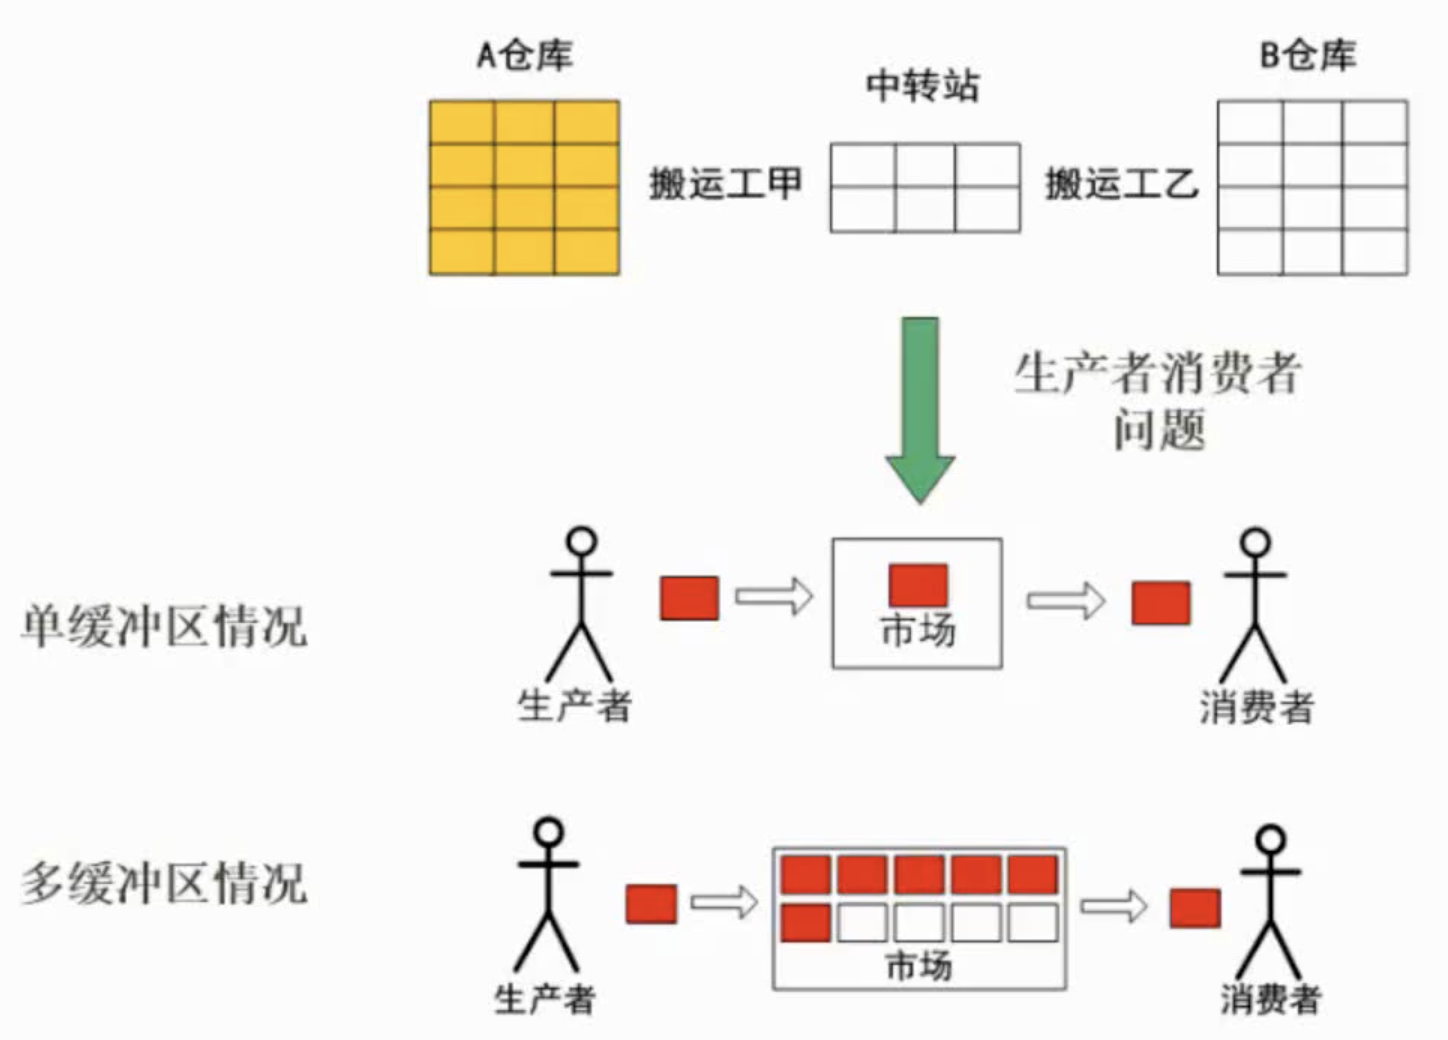 A仓库
中转站
B仓库
搬运工甲
搬运工乙
生产者消费者
问题
单缓冲区情况
市场
生产者
消费者
多缓冲区情况
市场
生产者
消费者